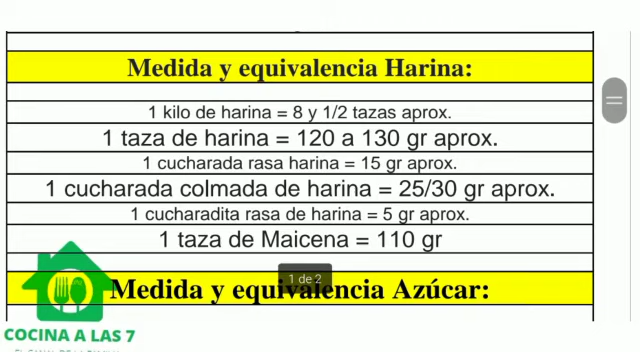 Medida y equivalencia Harina:
1 kilo de harina = 8 y 1/2 tazas aprox.
1 taza de harina = 120 a 130 gr aprox.
1 cucharada rasa harina = 15 gr aprox.
1 cucharada colmada de harina = 25/30 gr aprox.
1 cucharadita rasa de harina = 5 gr aprox.
1 taza de Maicena = 110 gr
1 de 2
Medida y equivalencia Azúcar:
COCINA A LAS 7